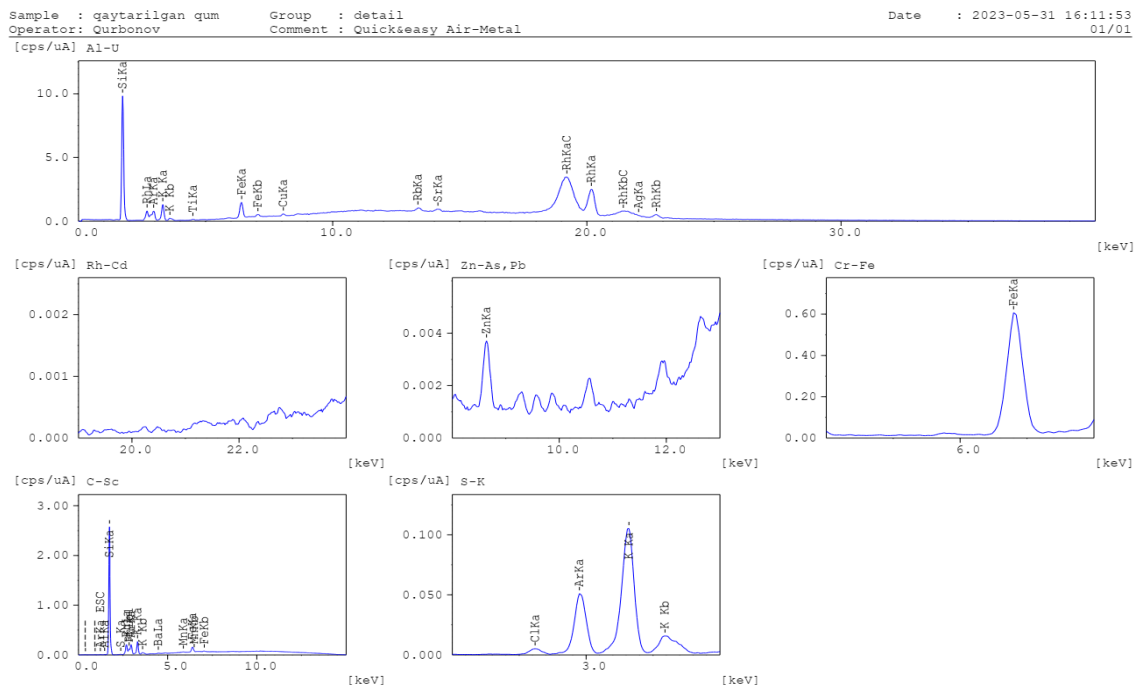 Sample : qaytarilgan qum Group : detail Date : 2023-05-31 16:11:53
Operator: Qurbonov Comment : Quick&easy Air-Metal 01/01
[cps/uA] Al-U
10.0
5.0
0.0
SiKa
RhLa
ArKa
K Ka
K Kb
TiKa
FeKa
FeKb
CuKa
RbKa
SrKa
RhKaC
RhKa
RhKbC
AgKa
RhKb
0.0 10.0 20.0 30.0
[keV]
[cps/uA] Rh-Cd
0.002
0.001
0.000
20.0 22.0
[keV]
[cps/uA] Zn-As,Pb
0.004
0.002
0.000
ZnKa
10.0 12.0
[keV]
[cps/uA] Cr-Fe
0.60
0.40
0.20
0.00
FeKa
6.0
[keV]
[cps/uA] C-Sc
3.00
2.00
1.00
0.00
ESC
AlKa
SiKa
S Ka
K Kb
BaLa
MnKa
FeKb
0.0 5.0 10.0
[keV]
[cps/uA] S-K
0.100
0.050
0.000
ClKa
ArKa
K Ka
K Kb
3.0
[keV]